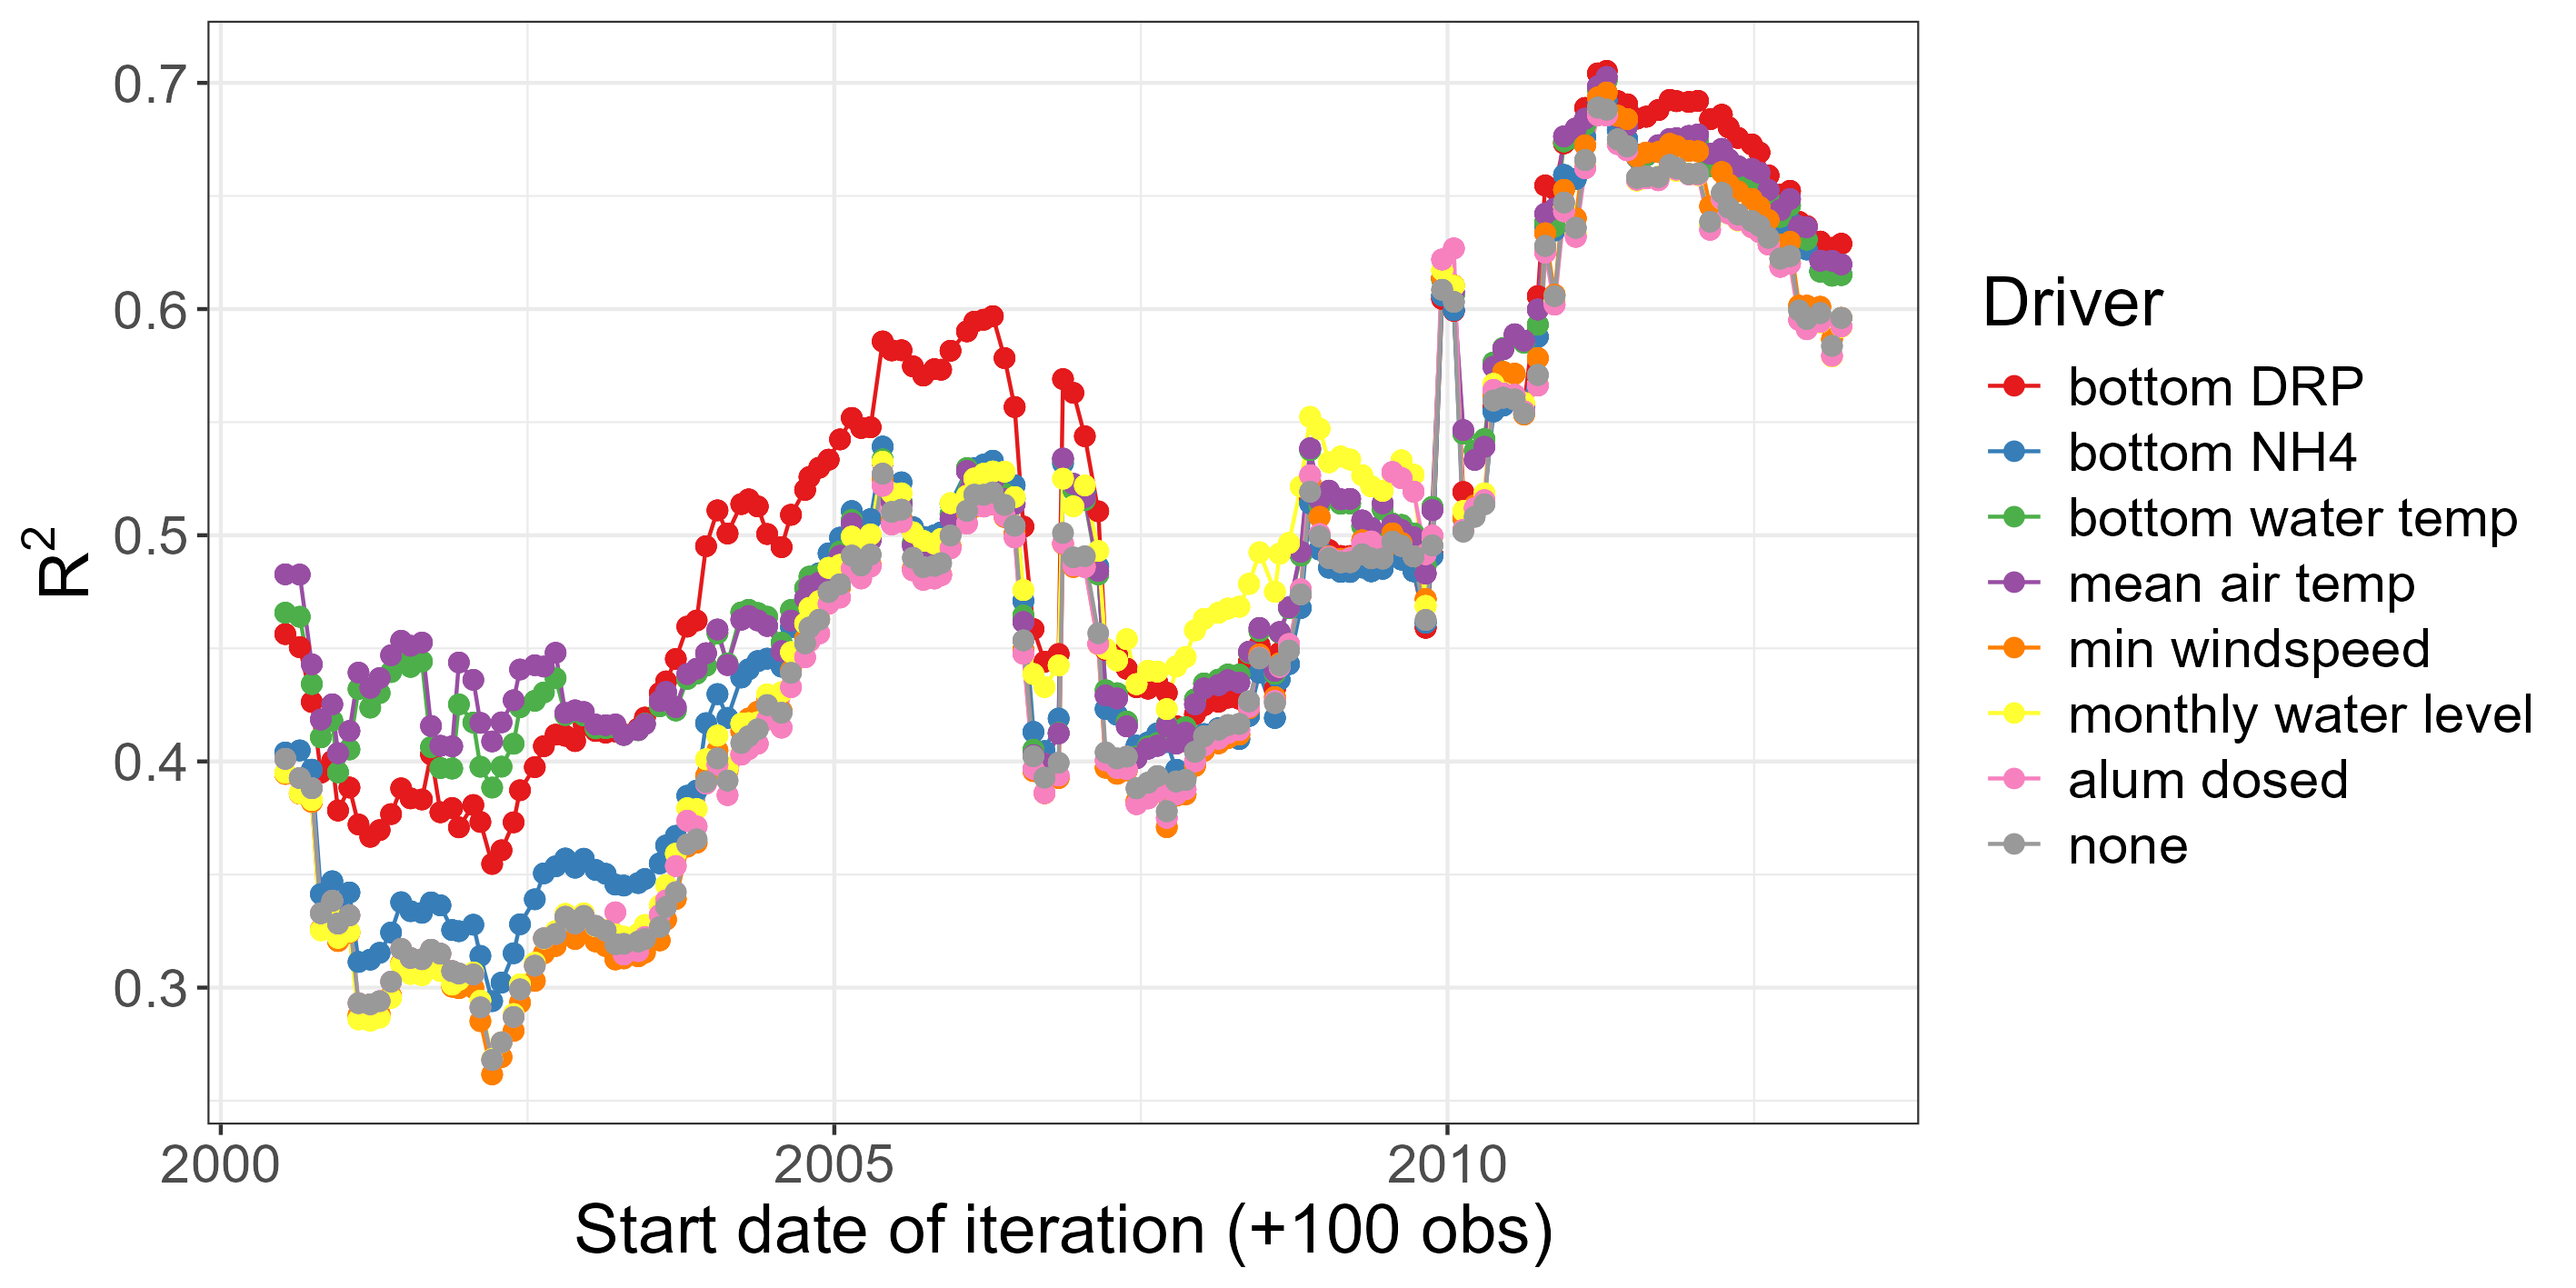 0.7
0.6
0.5
0.4
0.3
R²
2000
2005
2010
Start date of iteration (+100 obs)
Driver
bottom DRP
bottom NH4
bottom water temp
mean air temp
min windspeed
monthly water level
alum dosed
none